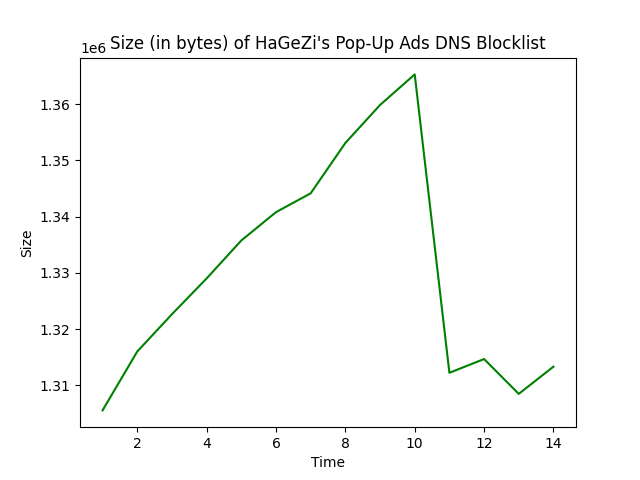 Size (in bytes) of HaGeZi's Pop-Up Ads DNS Blocklist
1e6
1.36
1.35
1.34
1.33
1.32
1.31
Size
2 4 6 8 10 12 14
Time